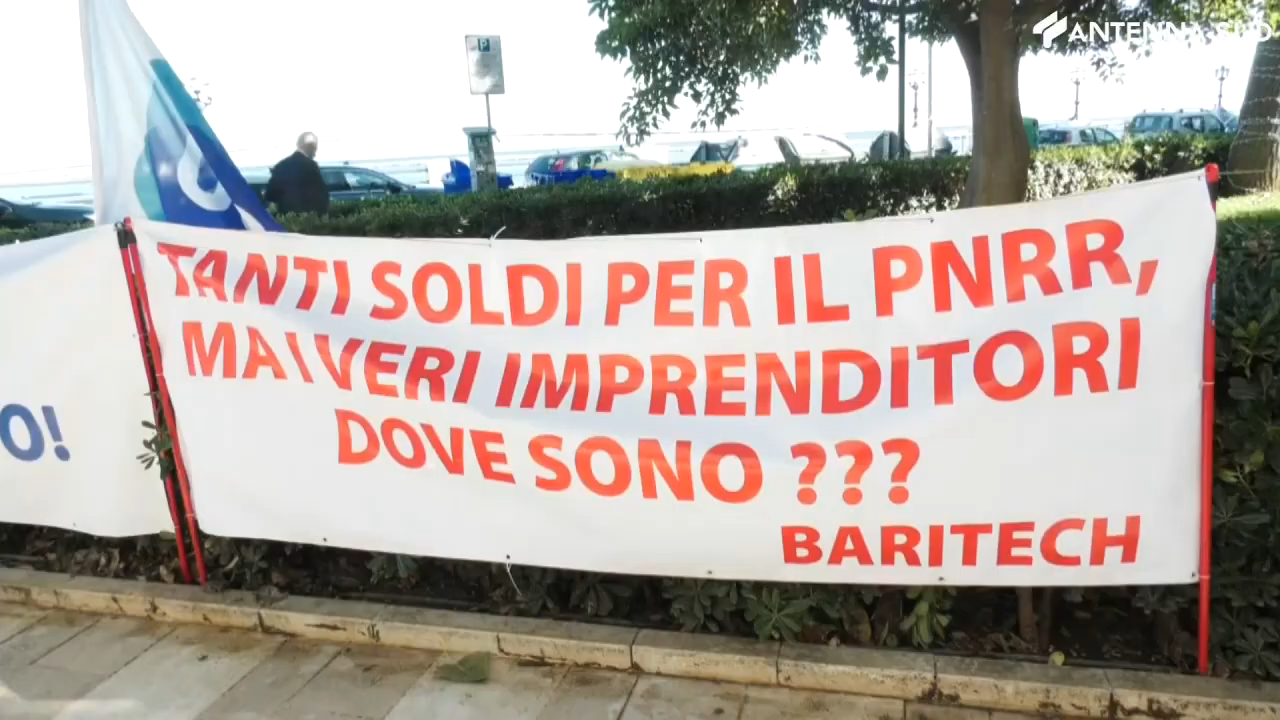 ANTENNA SUD
P
TANTI SOLDI PER IL PNRR,
MA I VERI IMPRENDITORI
DOVE SONO ???
BARITECH
O!